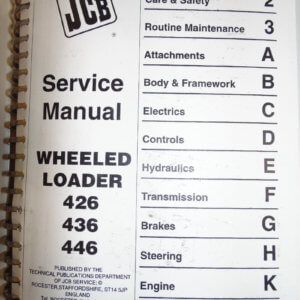 JCB
Service
Manual
WHEELED
LOADER
426
436
446
PUBLISHED BY THE
TECHNICAL PUBLICATIONS DEPARTMENT
OF JCB SERVICE; ©
ROCESTER, STAFFORDSHIRE, ST14 5JP
ENGLAND
Care & Safety 2
Routine Maintenance 3
Attachments A
Body & Framework B
Electrics C
Controls D
Hydraulics E
Transmission F
Brakes G
Steering H
Engine K